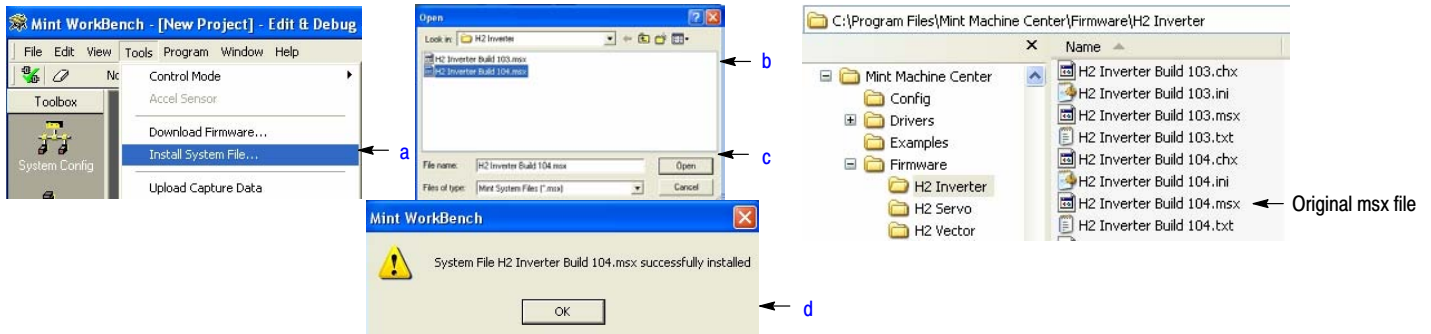 Mint WorkBench - [New Project] - Edit & Debug
File Edit View Tools Program Window Help
No
Toolbox
System Config
Control Mode
Accel Sensor
Download Firmware...
Install System File...
Upload Capture Data
a
Open
Look in: H2 Inverter
H2 Inverter Build 103.msx
H2 Inverter Build 104.msx
b
c
File name: H2 Inverter Build 104.msx Open
Files of type: Mint System Files (*.msx) Cancel
Mint WorkBench
System File H2 Inverter Build 104.msx successfully installed
OK
d
C:\Program Files\Mint Machine Center\Firmware\H2 Inverter
Name
Mint Machine Center
Config
Drivers
Examples
Firmware
H2 Inverter
H2 Servo
H2 Vector
H2 Inverter Build 103.chx
H2 Inverter Build 103.ini
H2 Inverter Build 103.msx
H2 Inverter Build 103.txt
H2 Inverter Build 104.chx
H2 Inverter Build 104.ini
H2 Inverter Build 104.msx
H2 Inverter Build 104.txt
Original msx file